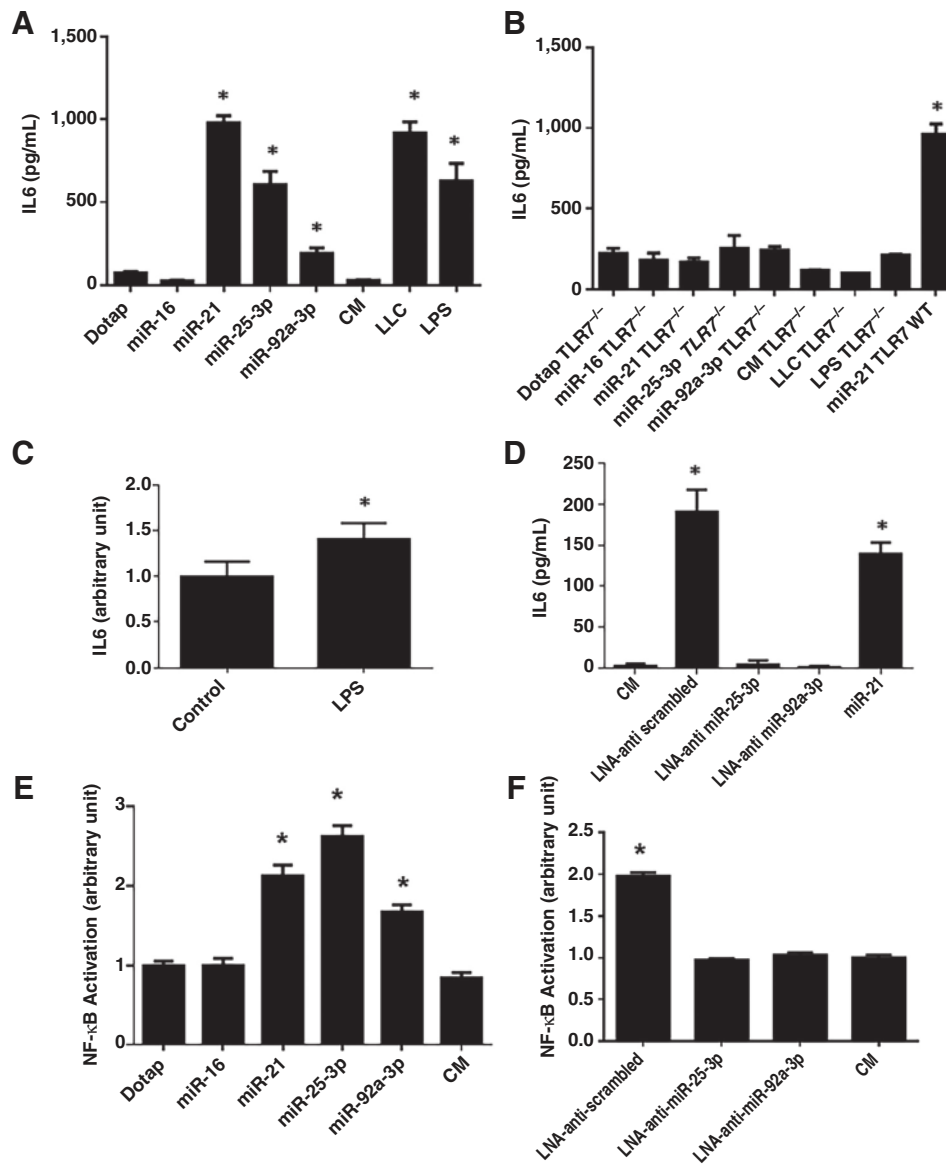 A
IL6 (pg/mL)
1,500
1,000
500
0
*
*
*
*
*
Dotap
miR-16
miR-21
miR-25-3p
miR-92a-3p
CM
LLC
LPS
B
IL6 (pg/mL)
1,500
1,000
500
0
*
Dotap TLR7–/–
miR-16 TLR7–/–
miR-21 TLR7–/–
miR-25-3p TLR7–/–
miR-92a-3p TLR7–/–
CM TLR7–/–
LLC TLR7–/–
LPS TLR7–/–
miR-21 TLR7 WT
C
IL6 (arbitrary unit)
2.0
1.5
1.0
0.5
0.0
*
Control
LPS
D
IL6 (pg/mL)
250
200
150
100
50
0
*
*
CM
LNA-anti scrambled
LNA-anti miR-25-3p
LNA-anti miR-92a-3p
miR-21
E
NF-κB Activation (arbitrary unit)
3
2
1
0
*
*
*
Dotap
miR-16
miR-21
miR-25-3p
miR-92a-3p
CM
F
NF-κB Activation (arbitrary unit)
2.5
2.0
1.5
1.0
0.5
0.0
*
LNA-anti-scrambled
LNA-anti-miR-25-3p
LNA-anti-miR-92a-3p
CM